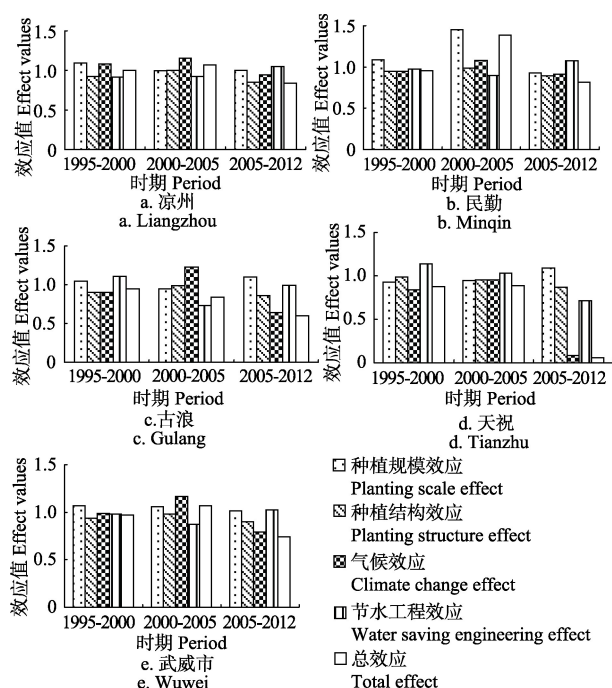 效应值 Effect values
1.5
1.0
0.5
0
1995-2000 2000-2005 2005-2012
时期 Period
a. 凉州
a. Liangzhou
效应值 Effect values
1.5
1.0
0.5
0
1995-2000 2000-2005 2005-2012
时期 Period
b. 民勤
b. Minqin
效应值 Effect values
1.5
1.0
0.5
0
1995-2000 2000-2005 2005-2012
时期 Period
c.古浪
c. Gulang
效应值 Effect values
1.5
1.0
0.5
0
1995-2000 2000-2005 2005-2012
时期 Period
d. 天祝
d. Tianzhu
效应值 Effect values
1.5
1.0
0.5
0
1995-2000 2000-2005 2005-2012
时期 Period
e. 武威市
e. Wuwei
种植规模效应
Planting scale effect
种植结构效应
Planting structure effect
气候效应
Climate change effect
节水工程效应
Water saving engineering effect
总效应
Total effect